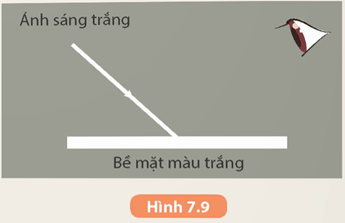 Ánh sáng trắng
Bề mặt màu trắng
Hình 7.9